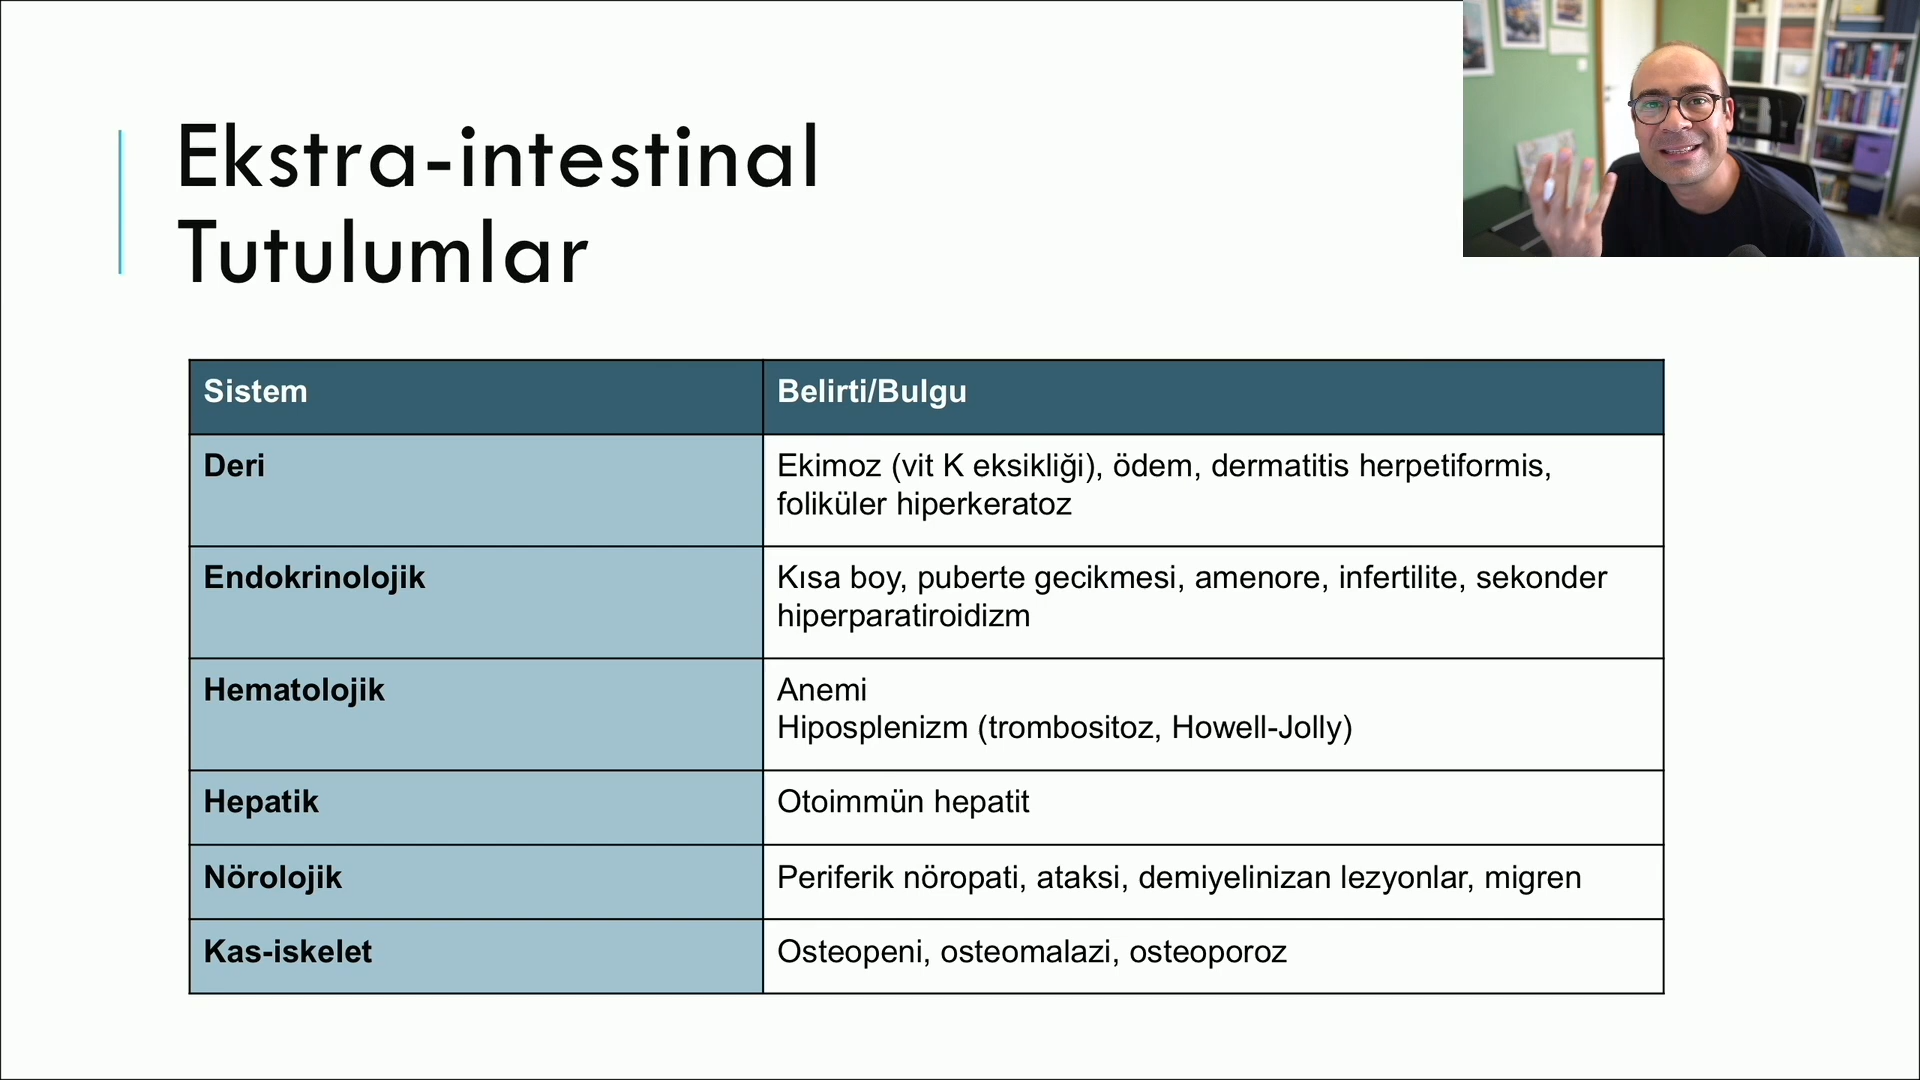 Ekstra-intestinal
Tutulumlar
Sistem
Belirti/Bulgu
Deri
Ekimoz (vit K eksikliği), ödem, dermatitis herpetiformis,
foliküler hiperkeratoz
Endokrinolojik
Kısa boy, puberte gecikmesi, amenore, infertilite, sekonder
hiperparatiroidizm
Hematolojik
Anemi
Hiposplenizm (trombositoz, Howell-Jolly)
Hepatik
Otoimmün hepatit
Nörolojik
Periferik nöropati, ataksi, demiyelinizan lezyonlar, migren
Kas-iskelet
Osteopeni, osteomalazi, osteoporoz